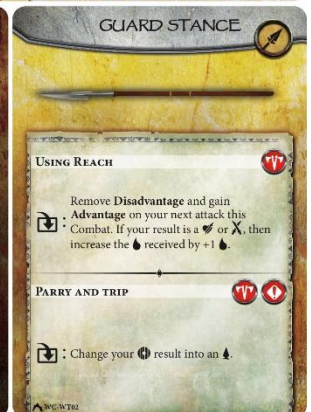 GUARD STANCE
USING REACH
: Remove Disadvantage and gain
Advantage on your next attack this
Combat. If your result is a or , then
increase the received by +1 .
PARRY AND TRIP
: Change your result into an .
WC-WT02